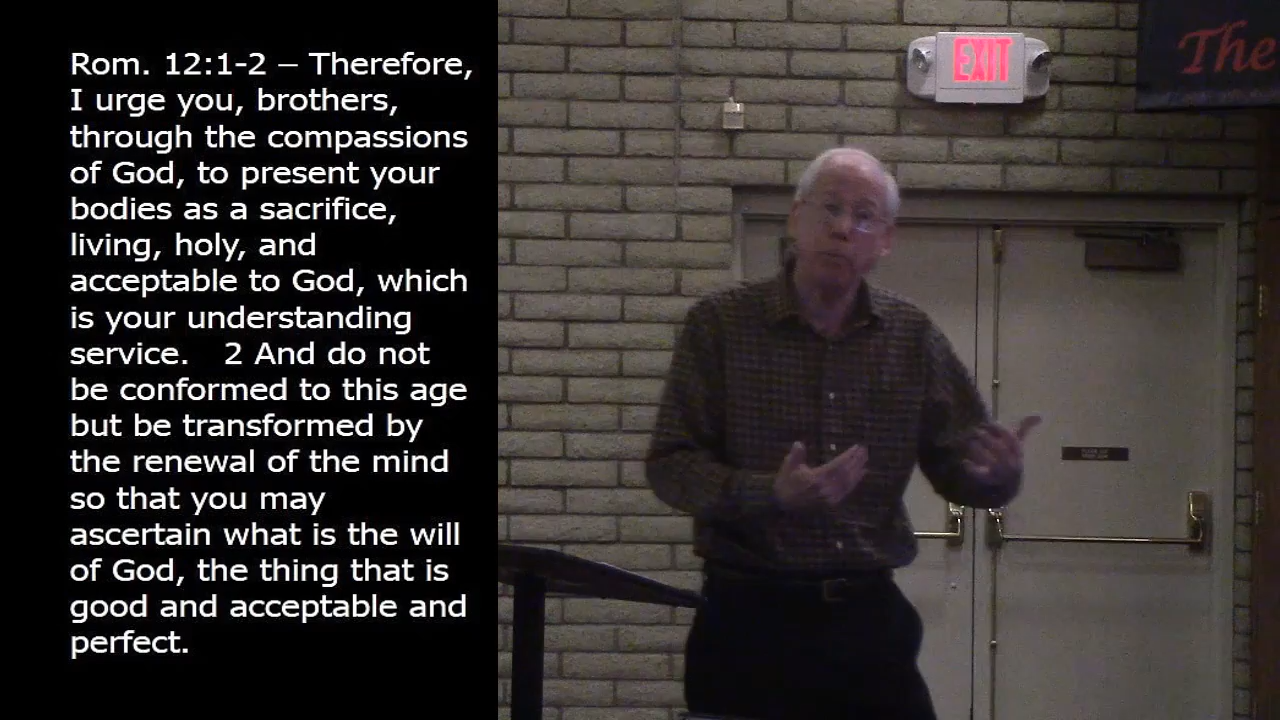 Rom. 12:1-2 – Therefore,
I urge you, brothers,
through the compassions
of God, to present your
bodies as a sacrifice,
living, holy, and
acceptable to God, which
is your understanding
service. 2 And do not
be conformed to this age
but be transformed by
the renewal of the mind
so that you may
ascertain what is the will
of God, the thing that is
good and acceptable and
perfect.
EXIT
The